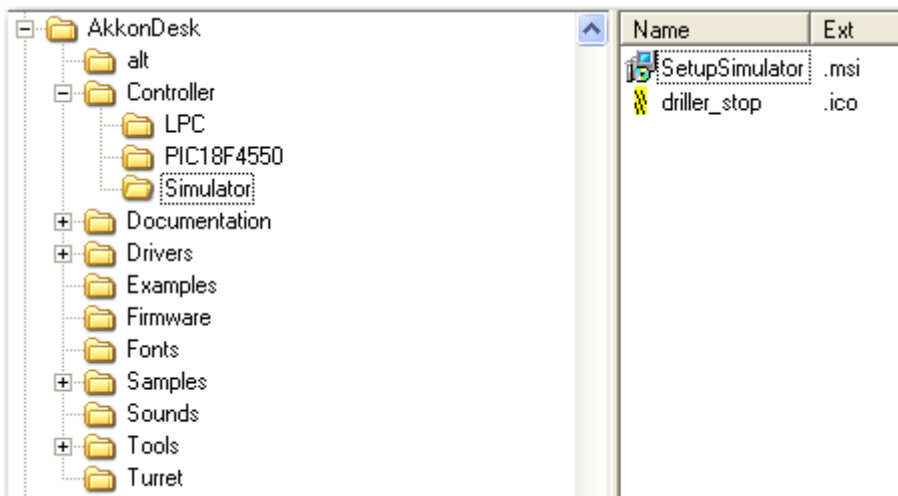 AkkonDesk
alt
Controller
LPC
PIC18F4550
Simulator
Documentation
Drivers
Examples
Firmware
Fonts
Samples
Sounds
Tools
Turret
Name Ext
SetupSimulator .msi
driller_stop .ico